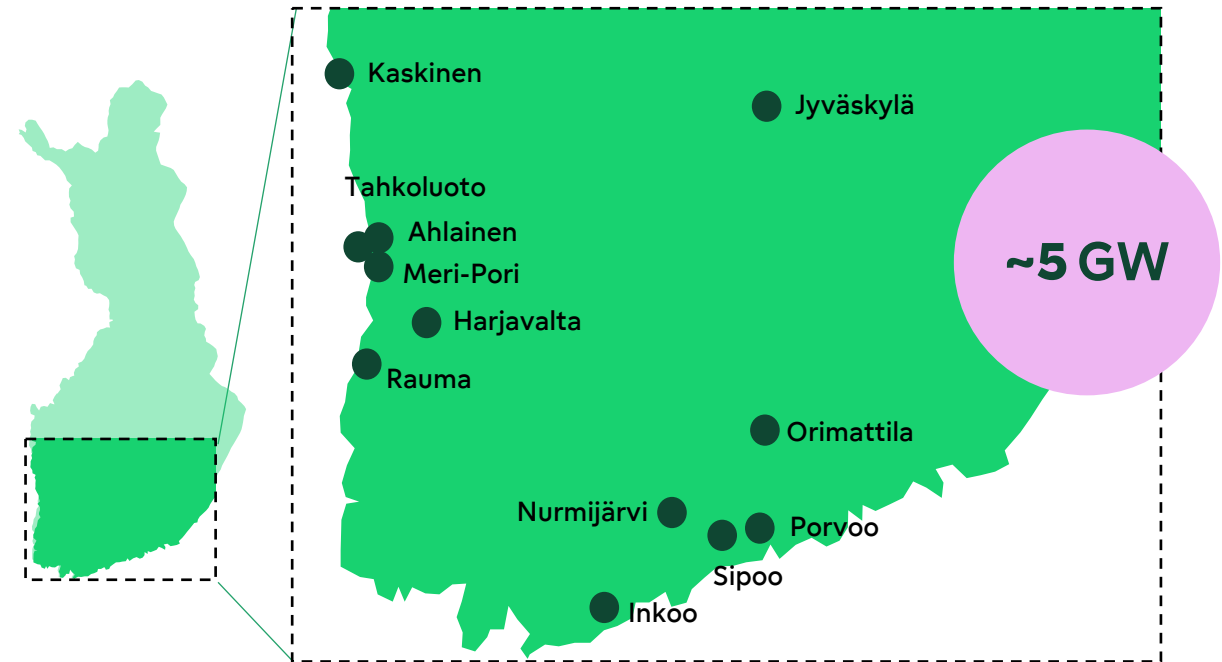 Kaskinen
Jyväskylä
Tahkoluoto
Ahlainen
Meri-Pori
~5 GW
Harjavalta
Rauma
Orimattila
Nurmijärvi
Porvoo
Sipoo
Inkoo